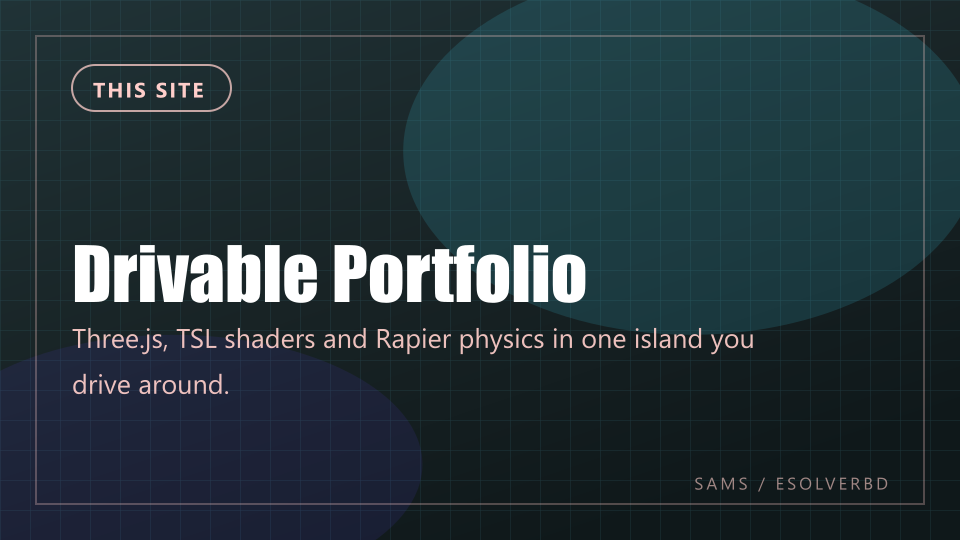 THIS SITE
Drivable Portfolio
Three.js, TSL shaders and Rapier physics in one island you
drive around.
SAMS / ESOLVERBD